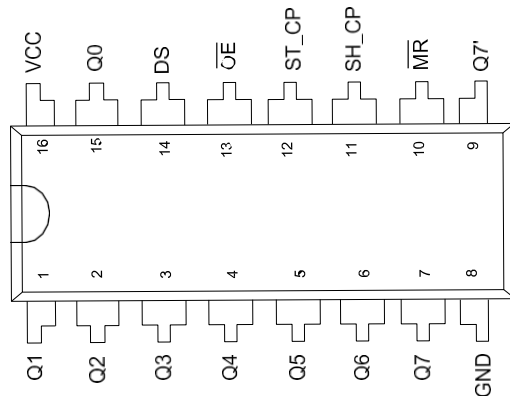 VCC
Q0
DS
OE
ST_CP
SH_CP
MR
Q7'
16
15
14
13
12
11
10
9
1
2
3
4
5
6
7
8
Q1
Q2
Q3
Q4
Q5
Q6
Q7
GND